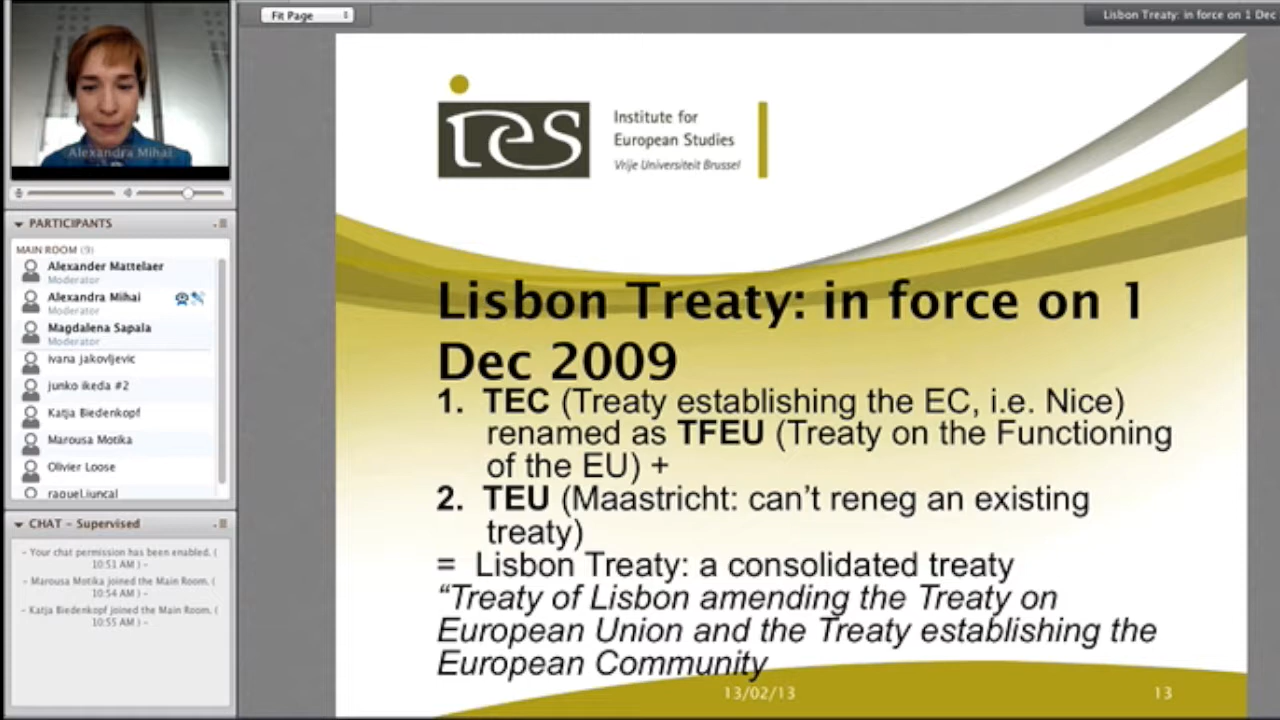 Fit Page
Lisbon Treaty: in force on 1 Dec
Alexandra Mihai
PARTICIPANTS
MAIN ROOM (9)
Alexander Mattelaer
Moderator
Alexandra Mihai
Moderator
Magdalena Sapala
Moderator
ivana jakovljevic
junko ikeda #2
Katja Biedenkopf
Marousa Motika
Olivier Loose
raquel.juncal
CHAT – Supervised
– Your chat permission has been enabled. (
10:51 AM ) –
– Marousa Motika joined the Main Room. (
10:54 AM ) –
– Katja Biedenkopf joined the Main Room. (
10:55 AM ) –
ies
Institute for
European Studies
Vrije Universiteit Brussel
Lisbon Treaty: in force on 1
Dec 2009
1. TEC (Treaty establishing the EC, i.e. Nice)
renamed as TFEU (Treaty on the Functioning
of the EU) +
2. TEU (Maastricht: can't reneg an existing
treaty)
= Lisbon Treaty: a consolidated treaty
“Treaty of Lisbon amending the Treaty on
European Union and the Treaty establishing the
European Community
13/02/13
13